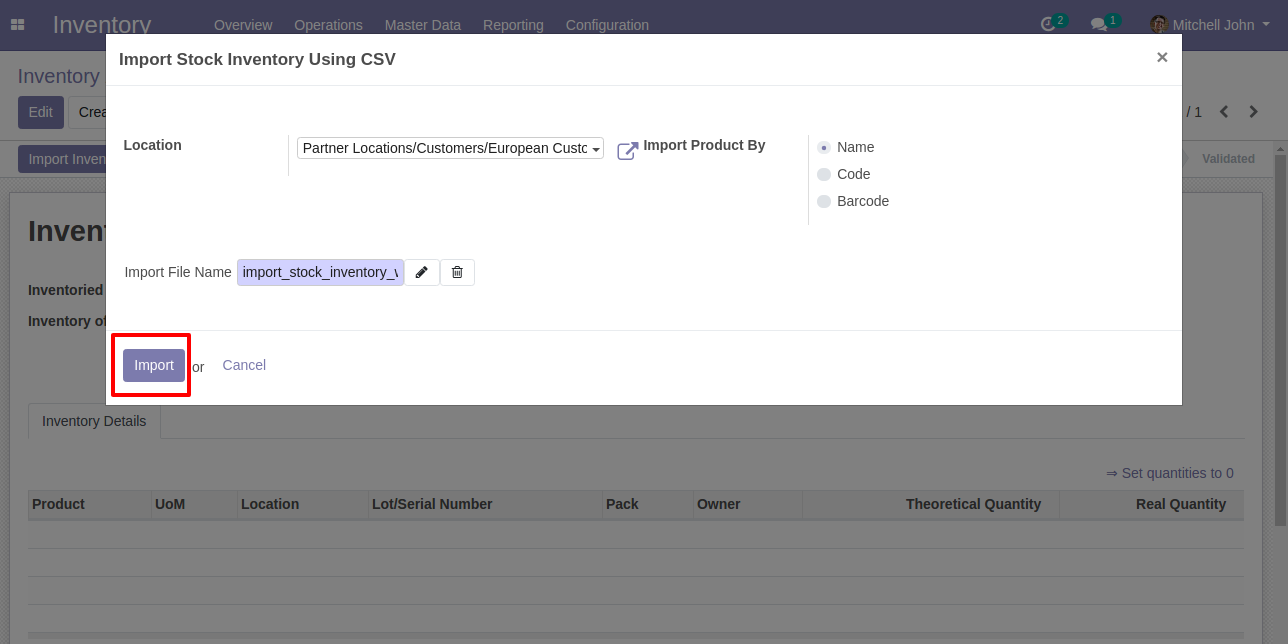 Inventory Overview Operations Master Data Reporting Configuration 2 1 Mitchell John
Import Stock Inventory Using CSV ×
Inventory
Edit Crea / 1
Location Partner Locations/Customers/European Custo Import Product By Name
Code
Barcode
Import Inven Validated
Inven
Import File Name import_stock_inventory_w
Inventoried
Inventory of
Import or Cancel
Inventory Details
⇒ Set quantities to 0
Product UoM Location Lot/Serial Number Pack Owner Theoretical Quantity Real Quantity